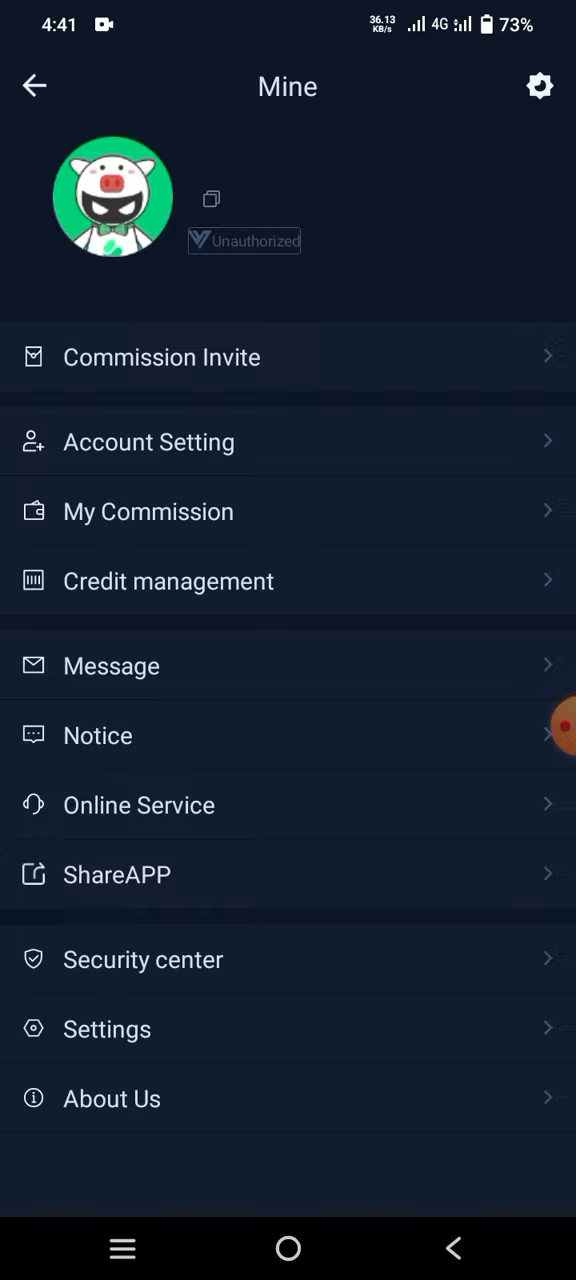 4:41
36.13
KB/s
4G
73%
Mine
Unauthorized
Commission Invite
Account Setting
My Commission
Credit management
Message
Notice
Online Service
ShareAPP
Security center
Settings
About Us